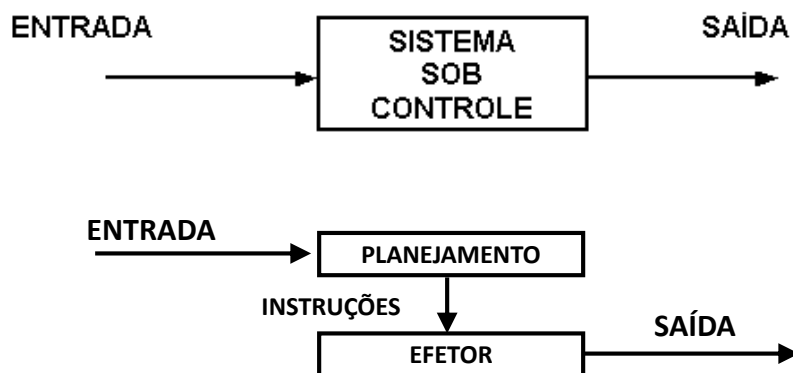 ENTRADA
SISTEMA
SOB
CONTROLE
SAÍDA
ENTRADA
PLANEJAMENTO
INSTRUÇÕES
EFETOR
SAÍDA